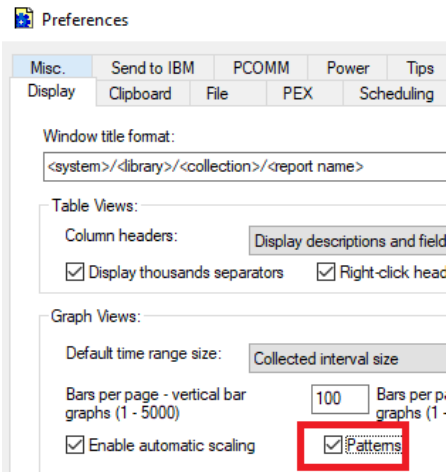 Preferences
Misc. Send to IBM PCOMM Power Tips
Display Clipboard File PEX Scheduling
Window title format:
<system>/<library>/<collection>/<report name>
Table Views:
Column headers: Display descriptions and field
Display thousands separators Right-click head
Graph Views:
Default time range size: Collected interval size
Bars per page - vertical bar 100 Bars per
graphs (1 - 5000) graphs (1 -
Enable automatic scaling Patterns